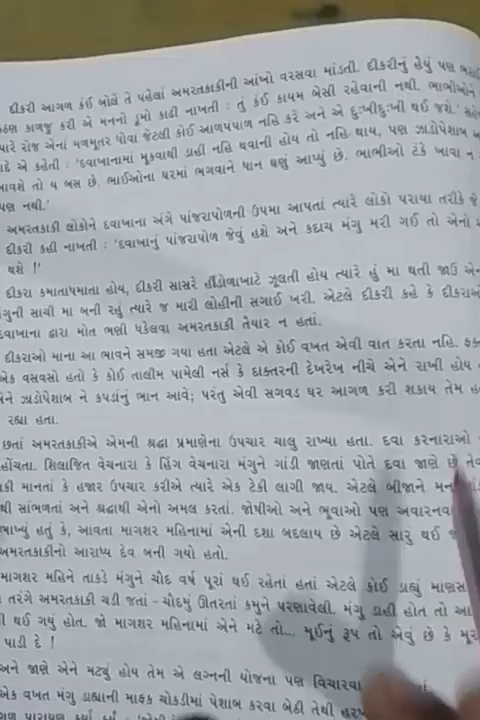 દીકરી આગળ કંઈ બોલે તે પહેલાં અમરતકાકીની આંખો વરસવા માંડતી. દીકરીનું હૈયું પણ
કઠણ કાળજુ કરી એ મનનો ડૂમો કાઢી નાખતી : તું કંઈ કાયમ બેસી રહેવાની નથી. ભાભીઓને
ત્યારે રોજ એનાં મળમૂતર ધોવા જેટલી કોઈ આળપંપાળ નહિ કરે અને એ દુઃખીદુઃખી થઈ જશે.'
એ કહેતી : 'દવાખાનામાં મૂકવાથી ડાહી નહિ થવાની હોય તો નહિ થાય, પણ ઝાડોપેશાબ
આવશે તો ય બસ છે. ભાઈઓના ઘરમાં ભગવાને ધાન ઘણું આપ્યું છે. ભાભીઓ ટંકે ખાવા ન
પણ નથી.'
અમરતકાકી લોકોને દવાખાના અંગે પાંજરાપોળની ઉપમા આપતાં ત્યારે લોકો પરાયા તરીકે જે
દીકરી કહી નાખતી : 'દવાખાનું પાંજરાપોળ જેવું હશે અને કદાચ મંગુ મરી ગઈ તો એનો
થશે !'
દીકરા કમાતાધમાતા હોય, દીકરી સાસરે હીંડોળાખાટે ઝૂલતી હોય ત્યારે હું મા થતી જાઉં
મંગુની સાચી મા બની રહું ત્યારે જ મારી લોહીની સગાઈ ખરી. એટલે દીકરી કહે કે દીકરાઓ
દવાખાના દ્વારા મોત ભણી ધકેલવા અમરતકાકી તૈયાર ન હતાં.
દીકરાઓ માના આ ભાવને સમજી ગયા હતા એટલે એ કોઈ વખત એવી વાત કરતા નહિ. ફક્ત
એક વસવસો હતો કે કોઈ તાલીમ પામેલી નર્સ કે દાક્તરની દેખરેખ નીચે એને રાખી હોય
એને ઝાડોપેશાબ ને કપડાંનું ભાન આવે; પરંતુ એવી સગવડ ઘર આગળ કરી શકાય તેમ
રહ્યા હતા.
છતાં અમરતકાકીએ એમની શ્રદ્ધા પ્રમાણેના ઉપચાર ચાલુ રાખ્યા હતા. દવા કરનારાઓ
પહોંચતા. શિલાજિત વેચનારા કે હિંગ વેચનારા મંગુને ગાંડી જાણતાં પોતે દવા જાણે છે
માનતાં કે હજાર ઉપચાર કરીએ ત્યારે એક ટેકી લાગી જાય. એટલે બીજાને
સાંભળતાં અને શ્રદ્ધાથી એનો અમલ કરતાં. જોષીઓ અને ભૂવાઓ પણ અવારનવાર
ભાખ્યું હતું કે, આવતા માગશર મહિનામાં એની દશા બદલાય છે એટલે સારુ થઈ
અમરતકાકીનો આરાધ્ય દેવ બની ગયો હતો.
માગશર મહિને તાકડે મંગુને ચૌદ વર્ષ પૂરાં થઈ રહેતાં હતાં એટલે કોઈ ડાહ્યું માણસ
તરંગે અમરતકાકી ચડી જતાં - ચૌદમું ઊતરતાં કમુને પરણાવેલી. મંગુ ડાહી હોત તો આ
થઈ ગયું હોત. જો માગશર મહિનામાં એને મટે તો... મૂઈનું રૂપ તો એવું છે કે
પાડી દે !
અને જાણે એને મટ્યું હોય તેમ એ લગ્નની યોજના પણ વિચારવા
એક વખત મંગુ ડાહ્યાની માફક ચોકડીમાં પેશાબ કરવા બેઠી તેથી